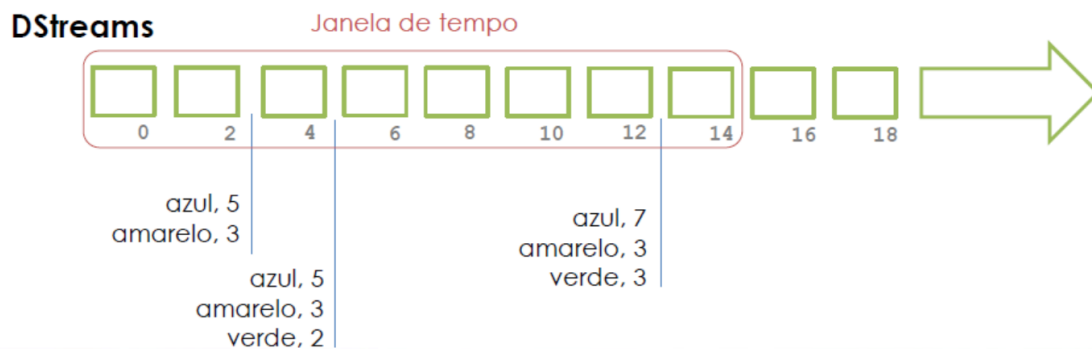 DStreams
Janela de tempo
0 2 4 6 8 10 12 14 16 18
azul, 5
amarelo, 3
azul, 5
amarelo, 3
verde, 2
azul, 7
amarelo, 3
verde, 3